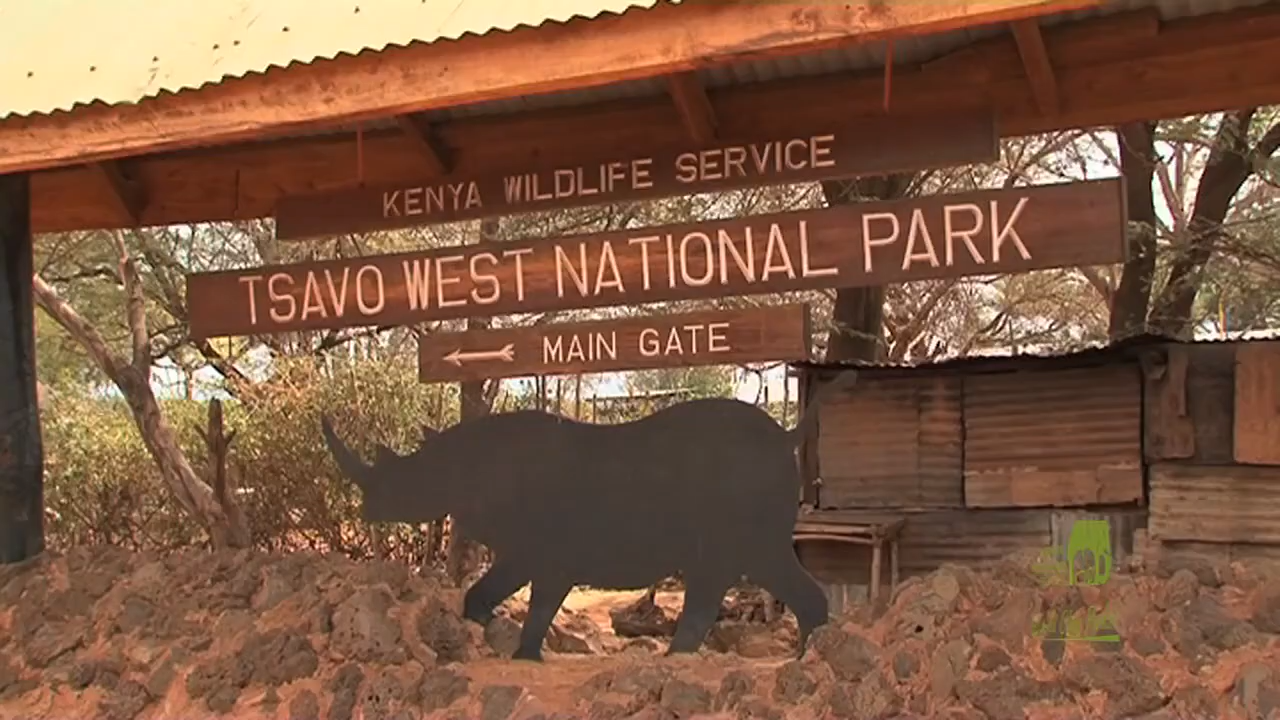 KENYA WILDLIFE SERVICE
TSAVO WEST NATIONAL PARK
MAIN GATE